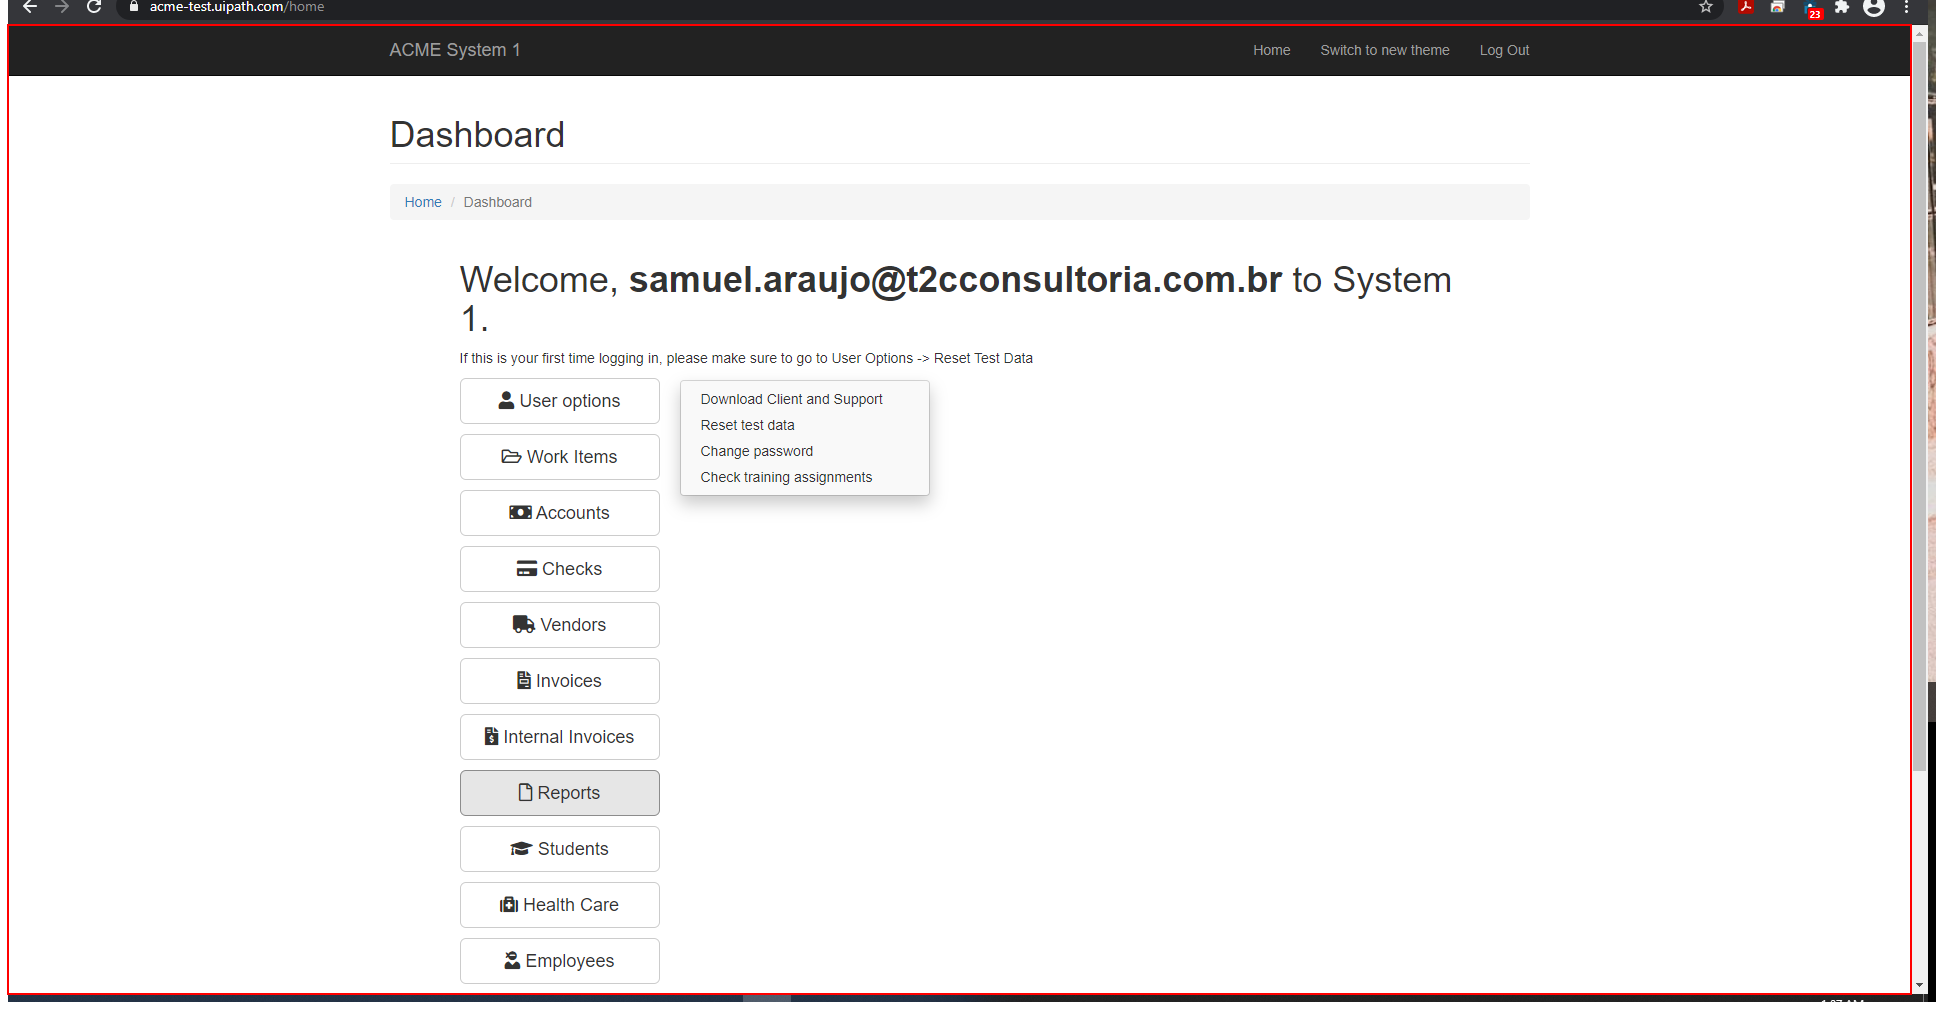 acme-test.uipath.com/home
23
ACME System 1
Home
Switch to new theme
Log Out
Dashboard
Home / Dashboard
Welcome, samuel.araujo@t2cconsultoria.com.br to System
1.
If this is your first time logging in, please make sure to go to User Options -> Reset Test Data
User options
Download Client and Support
Reset test data
Change password
Check training assignments
Work Items
Accounts
Checks
Vendors
Invoices
Internal Invoices
Reports
Students
Health Care
Employees